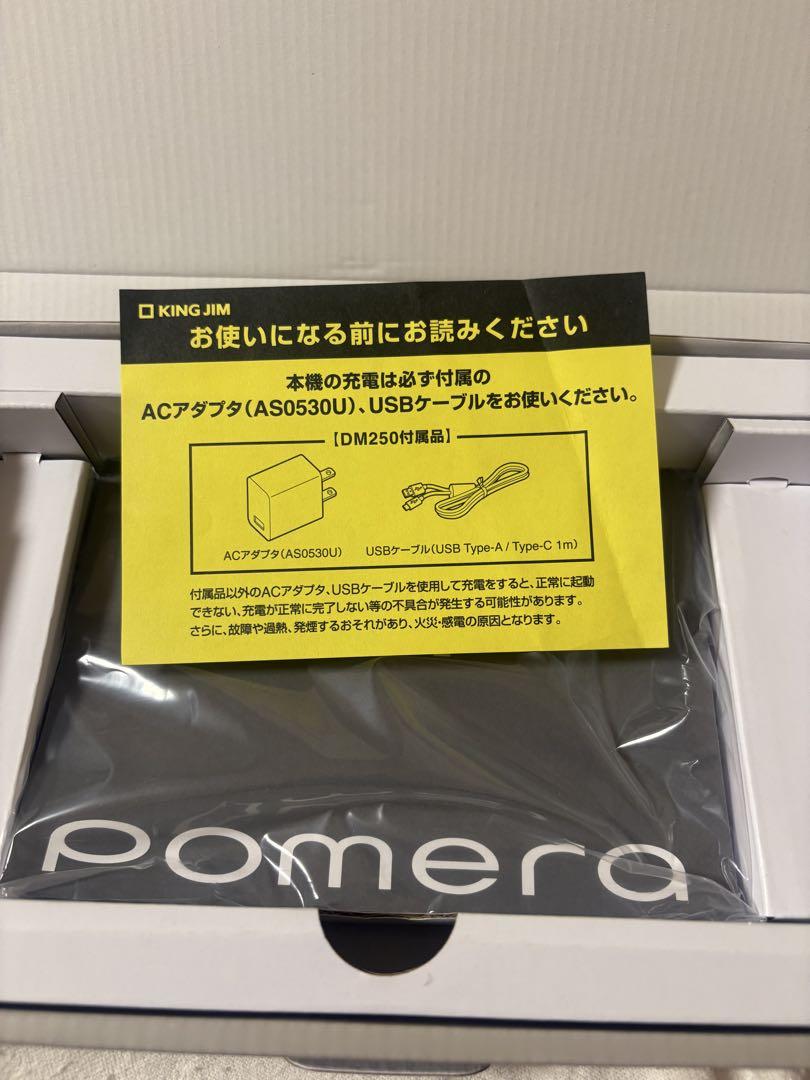 KING JIM
お使いになる前にお読みください
本機の充電は必ず付属の
ACアダプタ(AS0530U)、USBケーブルをお使いください。
【DM250付属品】
ACアダプタ(AS0530U)
USBケーブル(USB Type-A / Type-C 1m)
付属品以外のACアダプタ、USBケーブルを使用して充電をすると、正常に起動
できない、充電が正常に完了しない等の不具合が発生する可能性があります。
さらに、故障や過熱、発煙するおそれがあり、火災・感電の原因となります。
pomera